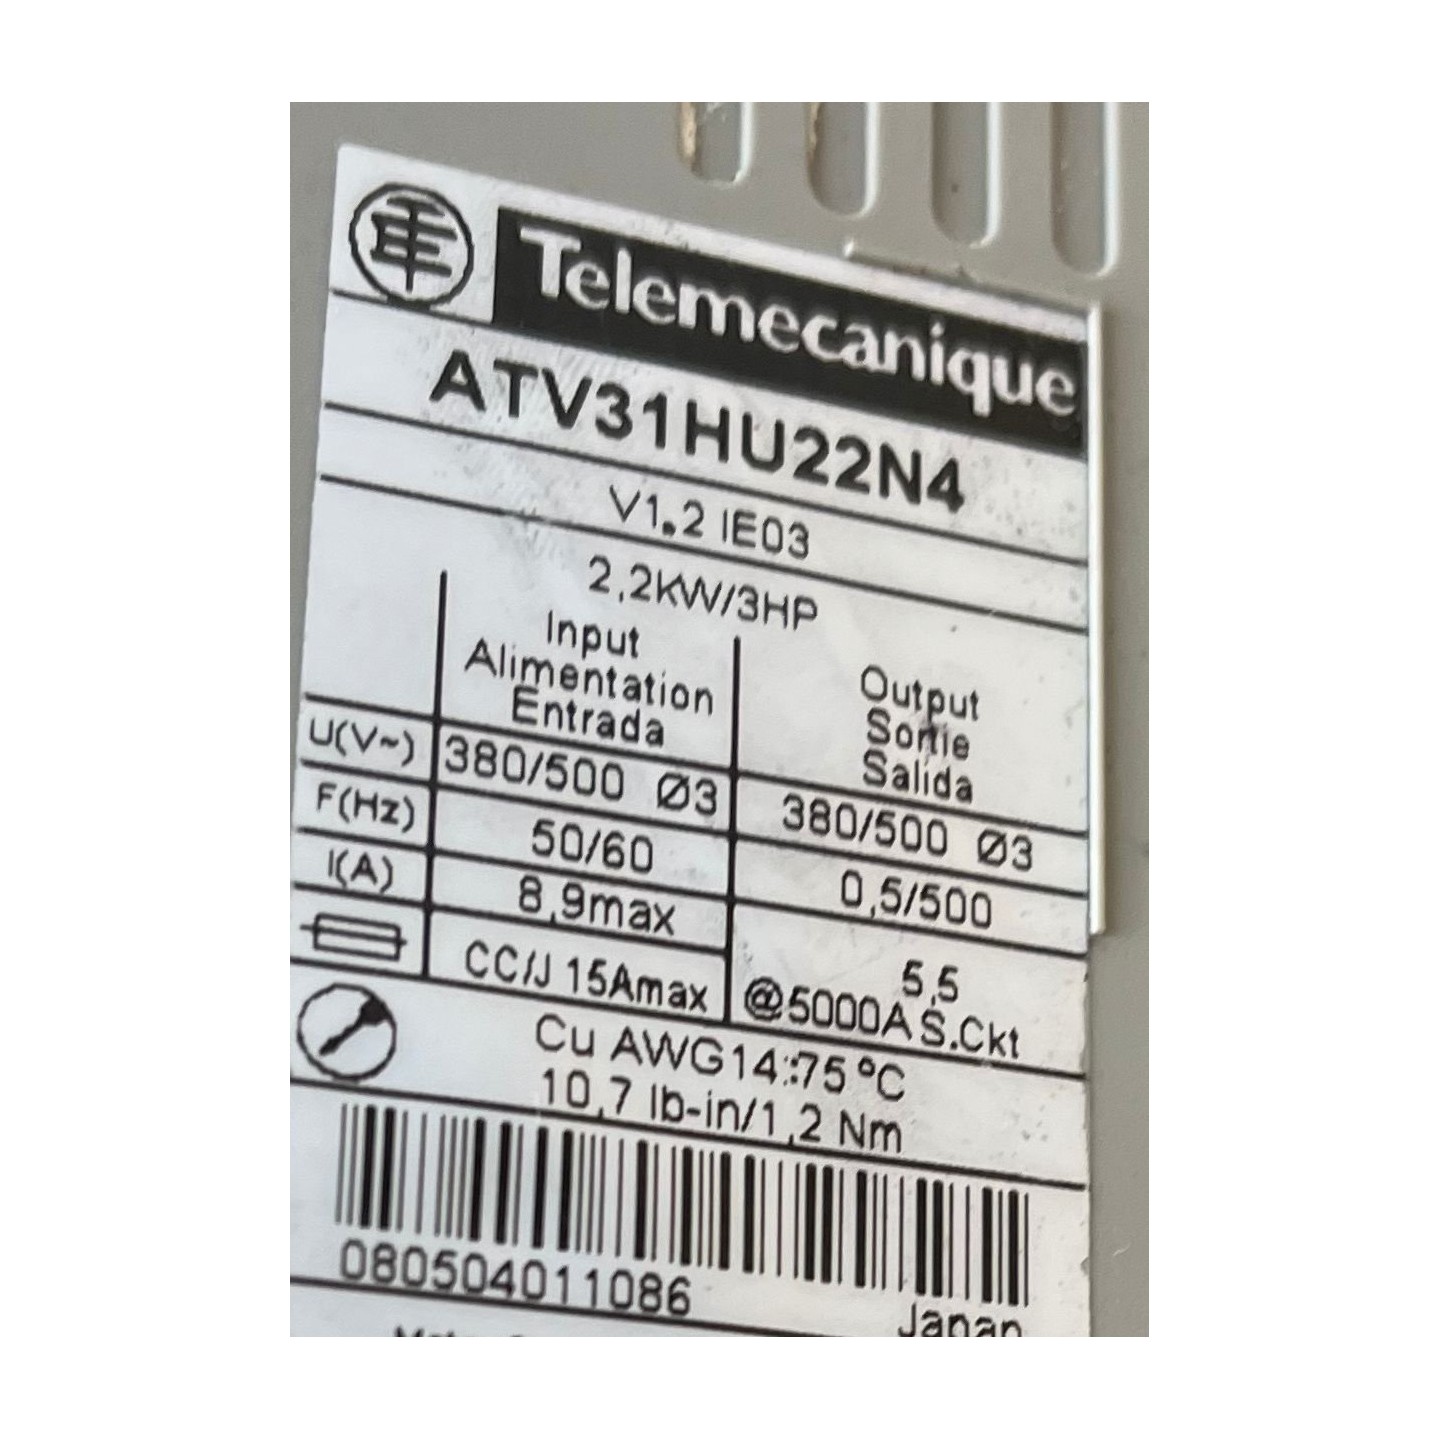 Telemecanique
ATV31HU22N4
V1.2 IE03
2,2KW/3HP
Input Alimentation Entrada
Output Sortie Salida
U(V~) 380/500 Ø3 380/500 Ø3
F(Hz) 50/60 0,5/500
I(A) 8,9max 5,5
CC/J 15Amax @5000A S.Ckt
Cu AWG14 75°C
10,7 lb-in/1,2 Nm
080504011086
Japan